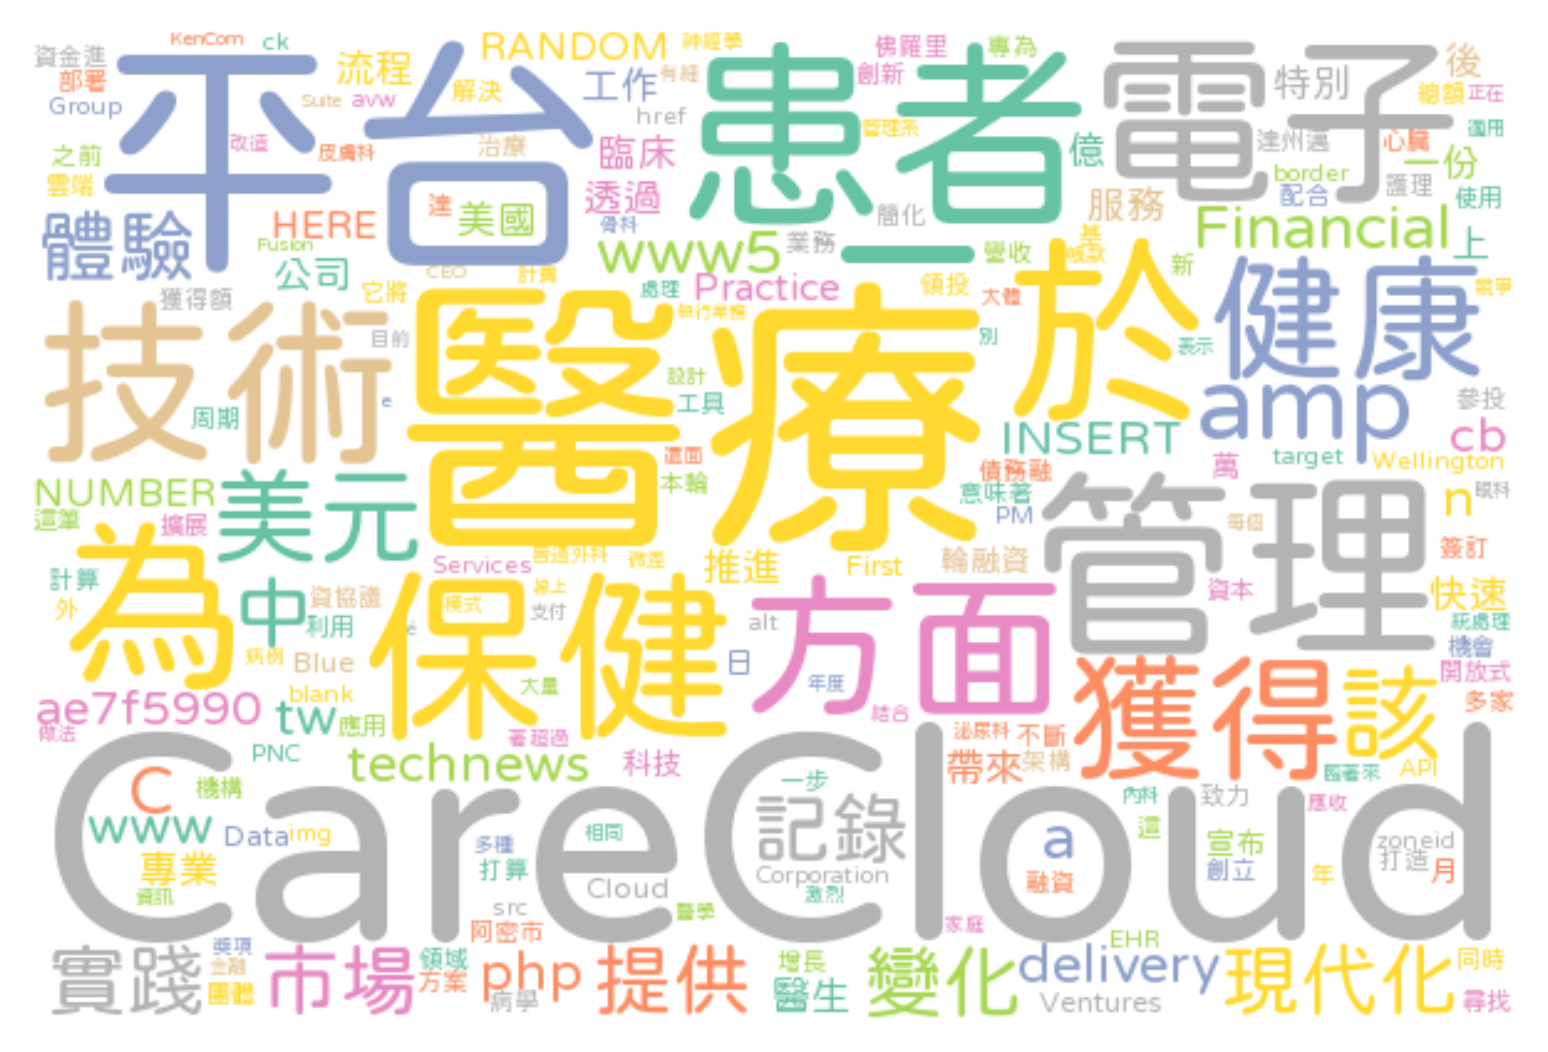 資金進 KenCom ck 流程 RANDOM 神經學 佛羅里 專為 後
部署 Group Suite avw 解決 工作 有細 創新 特別 總額 正在
平台 患者 電子
href 管理系 達州邁 適用
之前 改造 皮膚科 治療 臨床 億 心臟 一份
雲端 透過 border 護理 配合 使用
體驗 HERE 達 美國 骨科 簡化 服務 Financial 上
Fusion www5 一 業務 營收 基 帳款 新
公司 CEO 計費 處理 Practice 領投 大體 健康 競爭
獲得額 它將
技術 目前 醫療 於 別 表示
周期 e 設計 工具 amp 參投
INSERT cb
還面 本輪 債務融 萬 target Wellington
NUMBER 美元 意味著 管理 n 眼科
這筆 擴展 PM 每個 簽訂
為 Services 普通外科 微差 推進 First 輪融資
計算 外 中 資協議 保健 模式 線上 支付 方面 資本 快速
利用 é alt 統處理
病例 Blue 日 機會
blank 大量 年度 獲得 該 開放式
ae7f5990 tw 應用 結合 多家
做法 著超過 泌尿科 不斷
PNC technews 科技 帶來 架構 API
C 機構 一步 內科 致力 應收
CareCloud
www Data img 多種 相同 記錄 a 這 宣布 zoneid
專業 打算 Cloud Corporation 融資 創立 年 打造 月
資訊 src 醫學 激烈
阿密市 家庭 EHR
實踐 獎項 市場 領域 php 提供 增長 變化 delivery 現代化 同時
金融 團體 方案 病學 醫生 Ventures 尋找